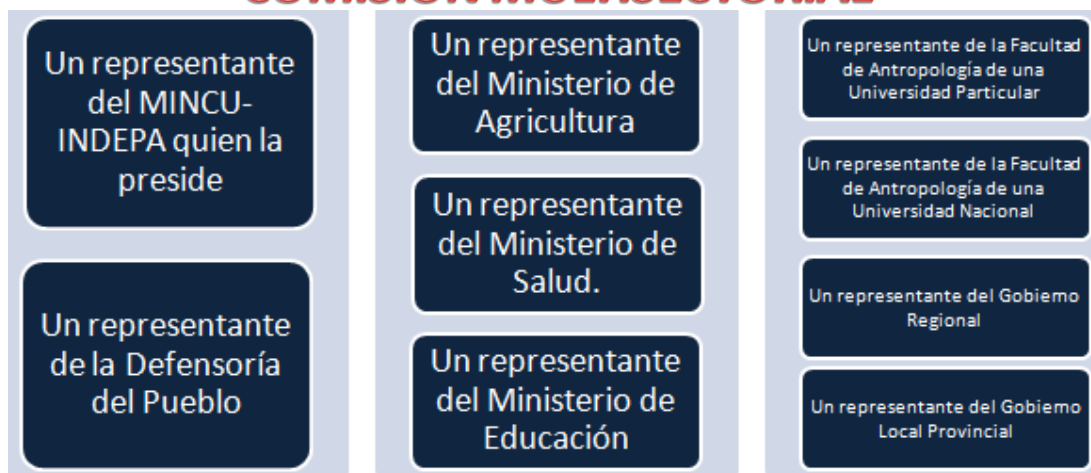 Un representante
del MINCU-
INDEPA quien la
preside
Un representante
de la Defensoría
del Pueblo
Un representante
del Ministerio de
Agricultura
Un representante
del Ministerio de
Salud.
Un representante
del Ministerio de
Educación
Un representante de la Facultad
de Antropología de una
Universidad Particular
Un representante de la Facultad
de Antropología de una
Universidad Nacional
Un representante del Gobierno
Regional
Un representante del Gobierno
Local Provincial